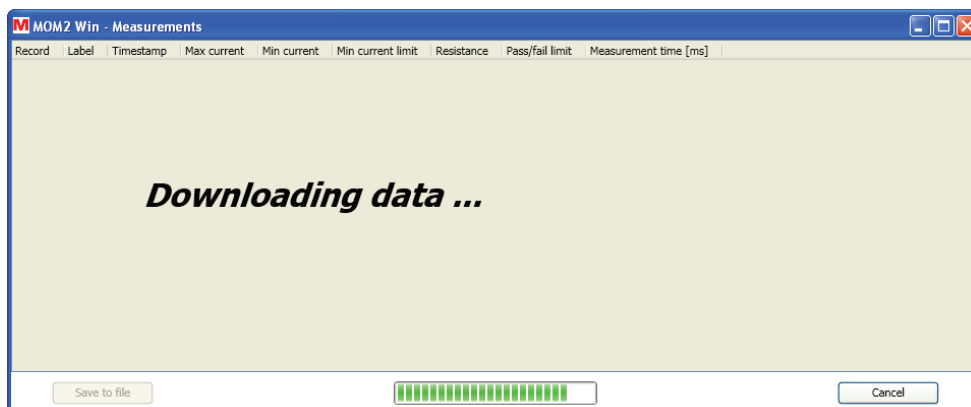 M MOM2 Win - Measurements
Record Label Timestamp Max current Min current Min current limit Resistance Pass/fail limit Measurement time [ms]
Downloading data ...
Save to file Cancel